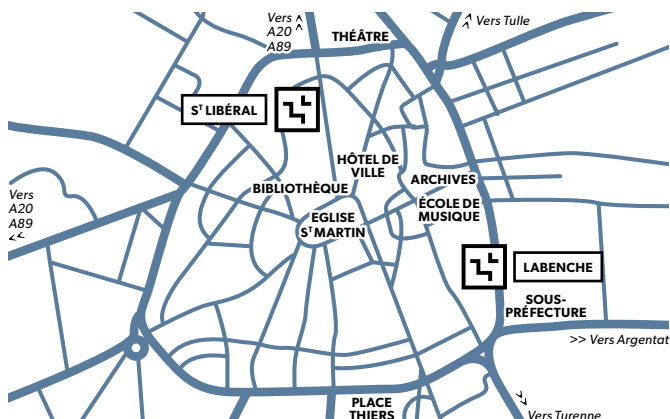 Vers
A20
A89
THÉÂTRE
Vers Tulle
Sᵀ LIBÉRAL
HÔTEL DE
VILLE
BIBLIOTHÈQUE
ARCHIVES
Vers
A20
A89
<<
ÉCOLE DE
MUSIQUE
EGLISE
Sᵀ MARTIN
LABENCHE
SOUS-
PRÉFECTURE
>> Vers Argentat
PLACE
THIERS
Vers Turenne